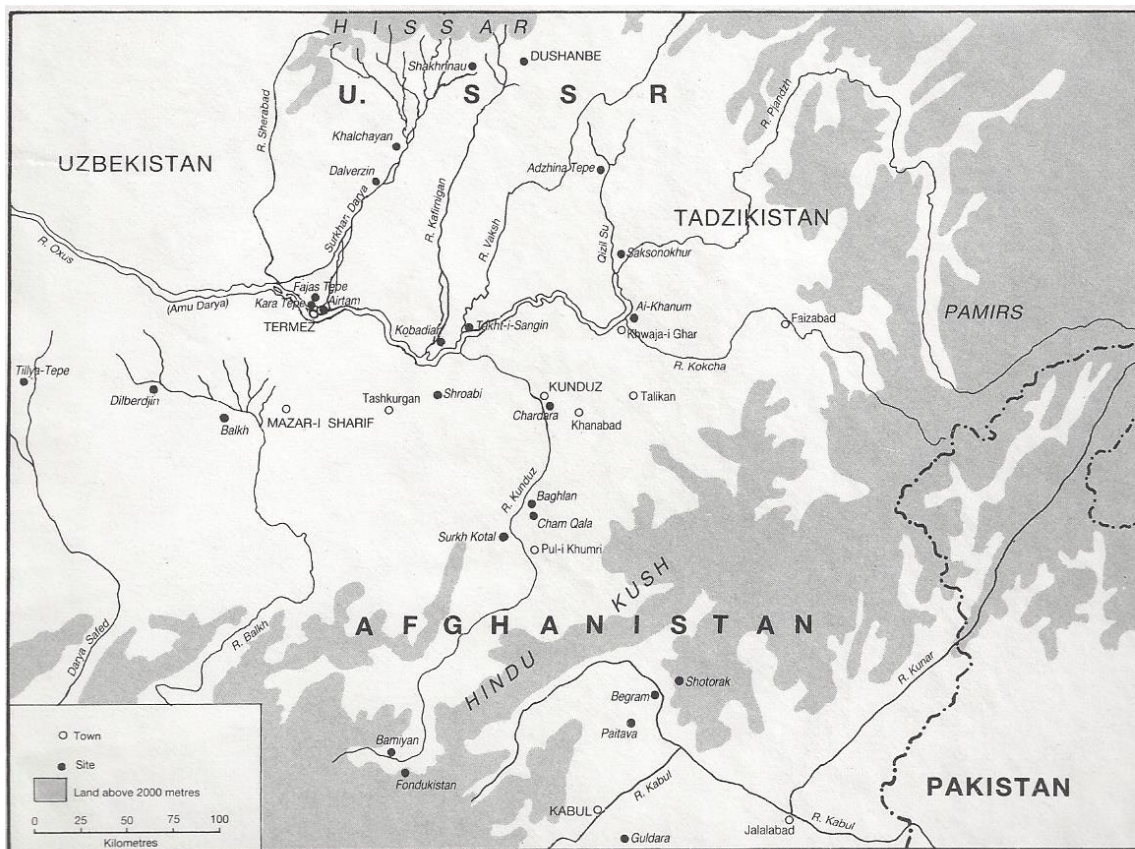 HISSAR
DUSHANBE
Shakhrinau
U. S S R
R. Sherabad
R. Pjandzh
Khalchayan
UZBEKISTAN
Dalverzin
Adzhina Tepe
Surkhan Darya
R. Kafirnigan
R. Vaksh
TADZIKISTAN
Qizil Su
R. Oxus
Saksonokhur
Fajas Tepe
(Amu Darya)
Kara Tepe
Airtam
Ai-Khanum
TERMEZ
Kobadian
Takht-i-Sangin
Khwaja-i Ghar
Faizabad
PAMIRS
R. Kokcha
Tillya-Tepe
Dilberdjin
Tashkurgan
Shroabi
KUNDUZ
Talikan
Balkh
MAZAR-I SHARIF
Chardara
Khanabad
R. Kunduz
Baghlan
Cham Qala
Surkh Kotal
Pul-i Khumri
HINDU KUSH
AFGHANISTAN
Darya Safed
R. Balkh
R. Kunar
Shotorak
Begram
Paitava
Bamiyan
Fondukistan
PAKISTAN
KABUL
R. Kabul
Jalalabad
R. Kabul
Guldara
Town
Site
Land above 2000 metres
0 25 50 75 100
Kilometres